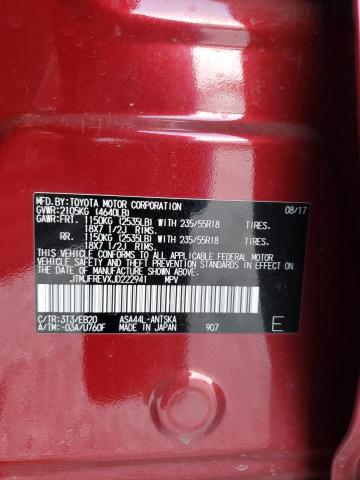 MFD.BY:TOYOTA MOTOR CORPORATION 08/17
GVWR:2105KG (4640LB)
GAWR:FRT. 1150KG (2535LB) WITH 235/55R18 TIRES.
18X7 1/2J RIMS.
RR. 1150KG (2535LB) WITH 235/55R18 TIRES.
18X7 1/2J RIMS.
THIS VEHICLE CONFORMS TO ALL APPLICABLE FEDERAL MOTOR
VEHICLE SAFETY, AND THEFT PREVENTION STANDARDS IN
EFFECT ON THE DATE OF MANUFACTURE SHOWN ABOVE.
JTMJFREVXJD222941 MPV
C/TR:3T3/EB20 ASA44L-ANTSKA
A/TM:-03A/U760F MADE IN JAPAN 907 E